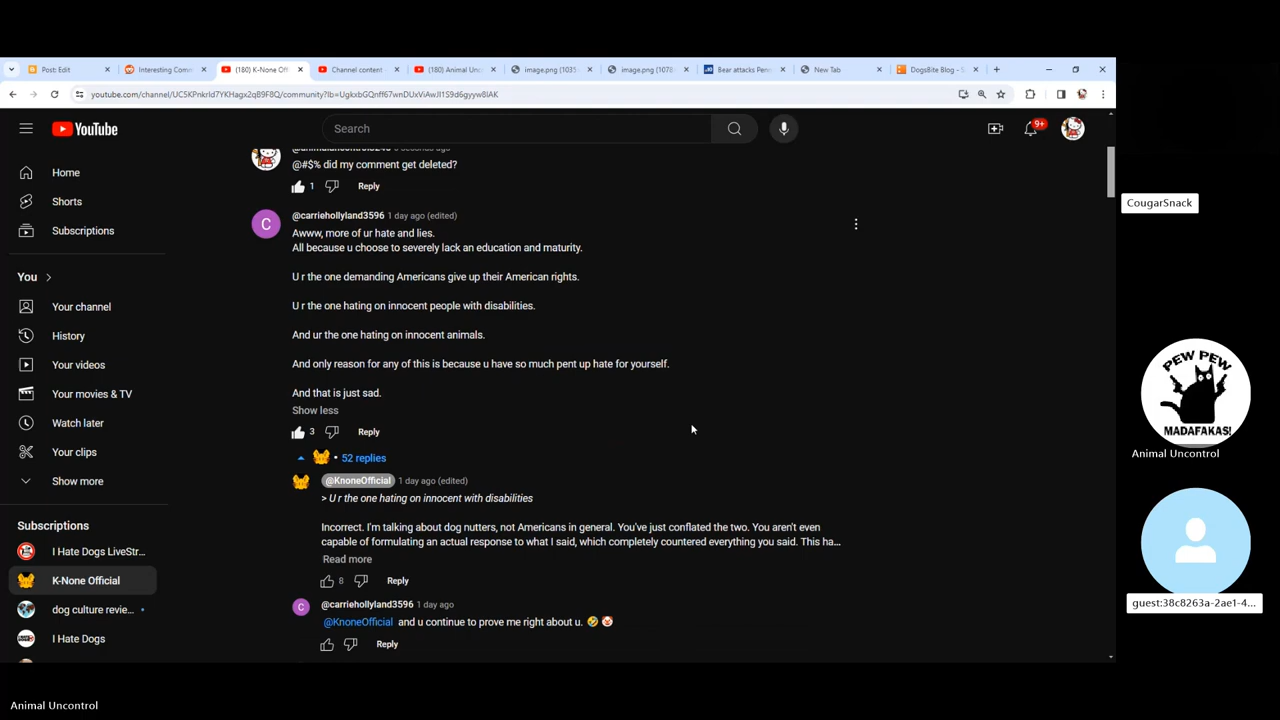 Post: Edit
Interesting Comm
(180) K-None Off
Channel content
(180) Animal Unc
image.png (1035
image.png (1078
Bear attacks Penn
New Tab
DogsBite Blog -
youtube.com/channel/UC5KPnkrId7YKHagx2qB9F8Q/community?lb=UgkxbGQnff67wnDUxViAwJI1S9d6gyyw8IAK
YouTube
Search
9+
Home
Shorts
Subscriptions
You
Your channel
History
Your videos
Your movies & TV
Watch later
Your clips
Show more
Subscriptions
I Hate Dogs LiveStr...
K-None Official
dog culture revie...
I Hate Dogs
@#$% did my comment get deleted?
1
Reply
C
@carriehollyland3596 1 day ago (edited)
Awww, more of ur hate and lies.
All because u choose to severely lack an education and maturity.
U r the one demanding Americans give up their American rights.
U r the one hating on innocent people with disabilities.
And ur the one hating on innocent animals.
And only reason for any of this is because u have so much pent up hate for yourself.
And that is just sad.
Show less
3
Reply
• 52 replies
@KnoneOfficial 1 day ago (edited)
> U r the one hating on innocent with disabilities
Incorrect. I'm talking about dog nutters, not Americans in general. You've just conflated the two. You aren't even
capable of formulating an actual response to what I said, which completely countered everything you said. This ha...
Read more
8
Reply
C
@carriehollyland3596 1 day ago
@KnoneOfficial and u continue to prove me right about u. 🤣 🤡
Reply
CougarSnack
PEW PEW
MADAFAKAS!
Animal Uncontrol
guest:38c8263a-2ae1-4...
Animal Uncontrol